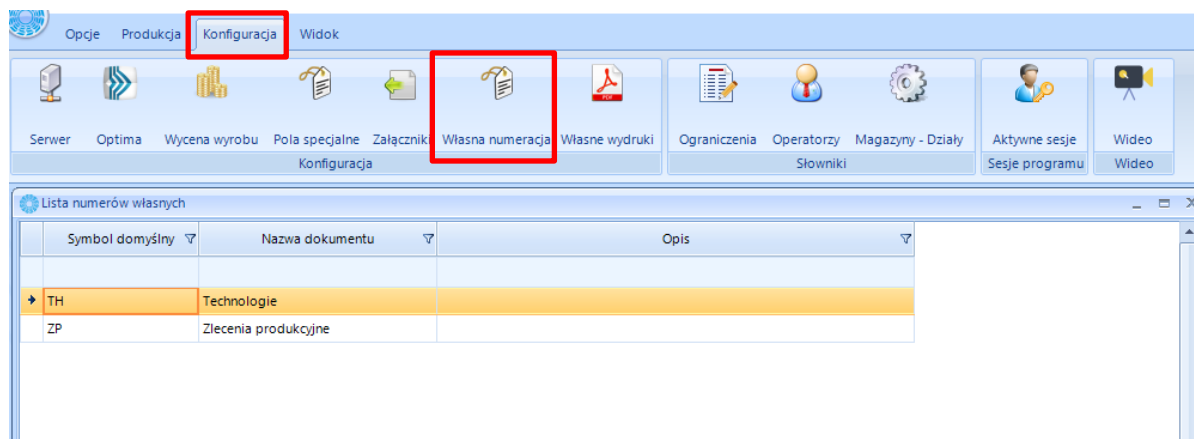 Opcje Produkcja Konfiguracja Widok
Serwer Optima Wycena wyrobu Pola specjalne Załączniki Własna numeracja Własne wydruki Ograniczenia Operatorzy Magazyny - Działy Aktywne sesje Wideo
Konfiguracja Słowniki Sesje programu Wideo
Lista numerów własnych
Symbol domyślny Nazwa dokumentu Opis
TH Technologie
ZP Zlecenia produkcyjne